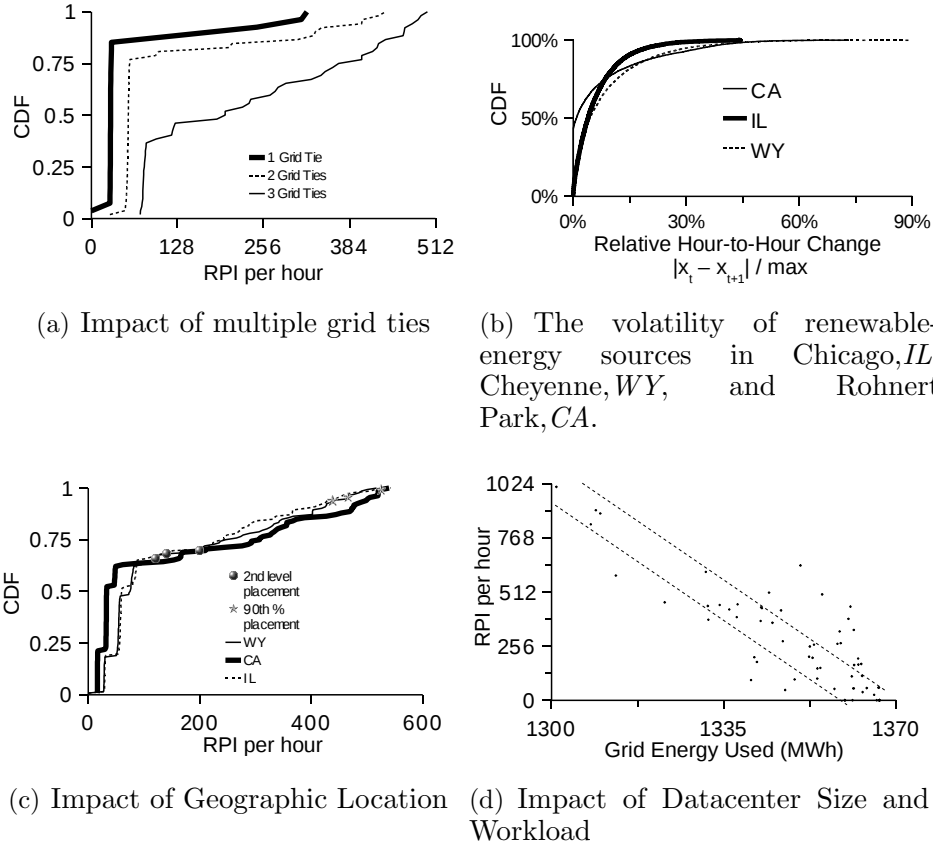 1
0.75
0.5
0.25
0
CDF
1 Grid Tie
2 Grid Ties
3 Grid Ties
0 128 256 384 512
RPI per hour
(a) Impact of multiple grid ties
100%
50%
0%
CDF
CA
IL
WY
0% 30% 60% 90%
Relative Hour-to-Hour Change
|x_t – x_{t+1}| / max
(b) The volatility of renewable-
energy sources in Chicago, IL
Cheyenne, WY, and Rohnert
Park, CA.
1
0.75
0.5
0.25
0
CDF
2nd level
placement
90th %
placement
WY
CA
IL
0 200 400 600
RPI per hour
(c) Impact of Geographic Location
1024
768
512
256
0
RPI per hour
1300 1335 1370
Grid Energy Used (MWh)
(d) Impact of Datacenter Size and
Workload